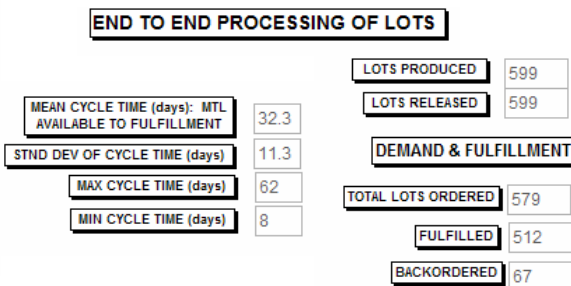 END TO END PROCESSING OF LOTS
MEAN CYCLE TIME (days): MTL
AVAILABLE TO FULFILLMENT
32.3
STND DEV OF CYCLE TIME (days)
11.3
MAX CYCLE TIME (days)
62
MIN CYCLE TIME (days)
8
LOTS PRODUCED
599
LOTS RELEASED
599
DEMAND & FULFILLMENT
TOTAL LOTS ORDERED
579
FULFILLED
512
BACKORDERED
67